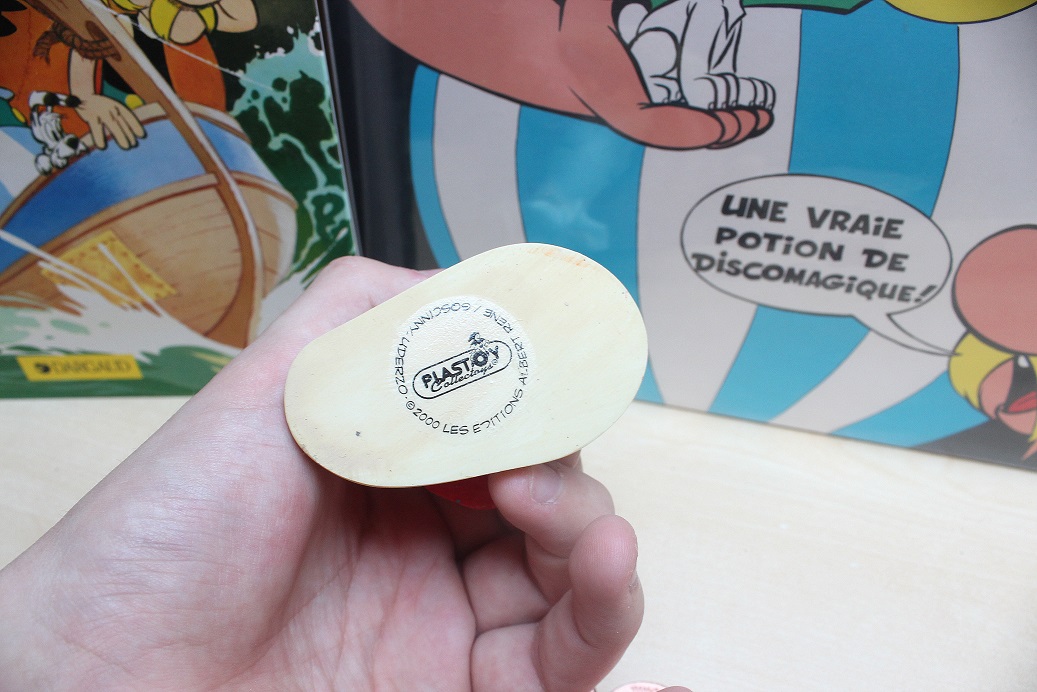 UNE VRAiE
POTiON DE
DiSCOMAGiQUE!
PLASTOY
Collectoys
GOSCINNY. UDERZO. © 2000 LES EDITIONS ALBERT RENE /
DARGAUD